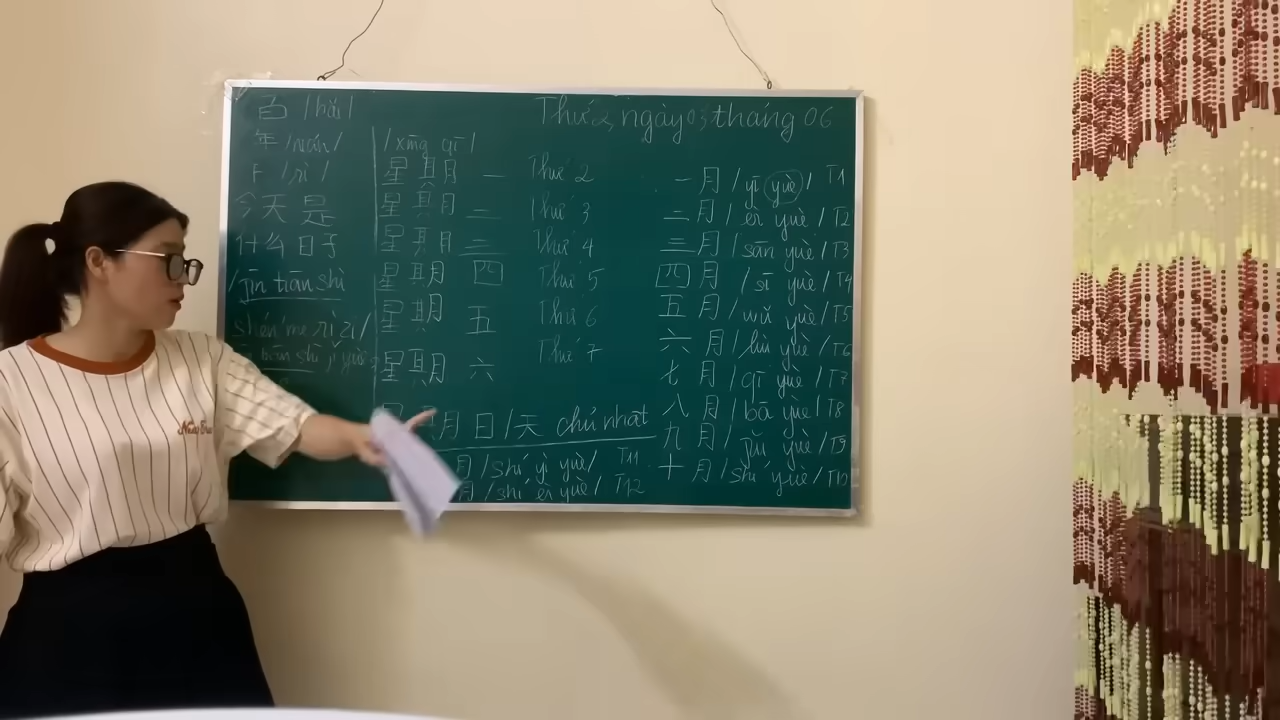 Thứ 2, ngày 03 tháng 06
百 /bǎi/
年 /nián/
日 /rì/
今天是
什么日子
/jīn tiān shì
shén me rì zi/
/xīng qī/
星期一 Thứ 2
星期二 Thứ 3
星期三 Thứ 4
星期四 Thứ 5
星期五 Thứ 6
星期六 Thứ 7
月日/天 chủ nhật
月 /shí yī yuè/ T11
月 /shí èr yuè/ T12
一月 /yī yuè/ T1
二月 /èr yuè/ T2
三月 /sān yuè/ T3
四月 /sì yuè/ T4
五月 /wǔ yuè/ T5
六月 /liù yuè/ T6
七月 /qī yuè/ T7
八月 /bā yuè/ T8
九月 /jiǔ yuè/ T9
十月 /shí yuè/ T10